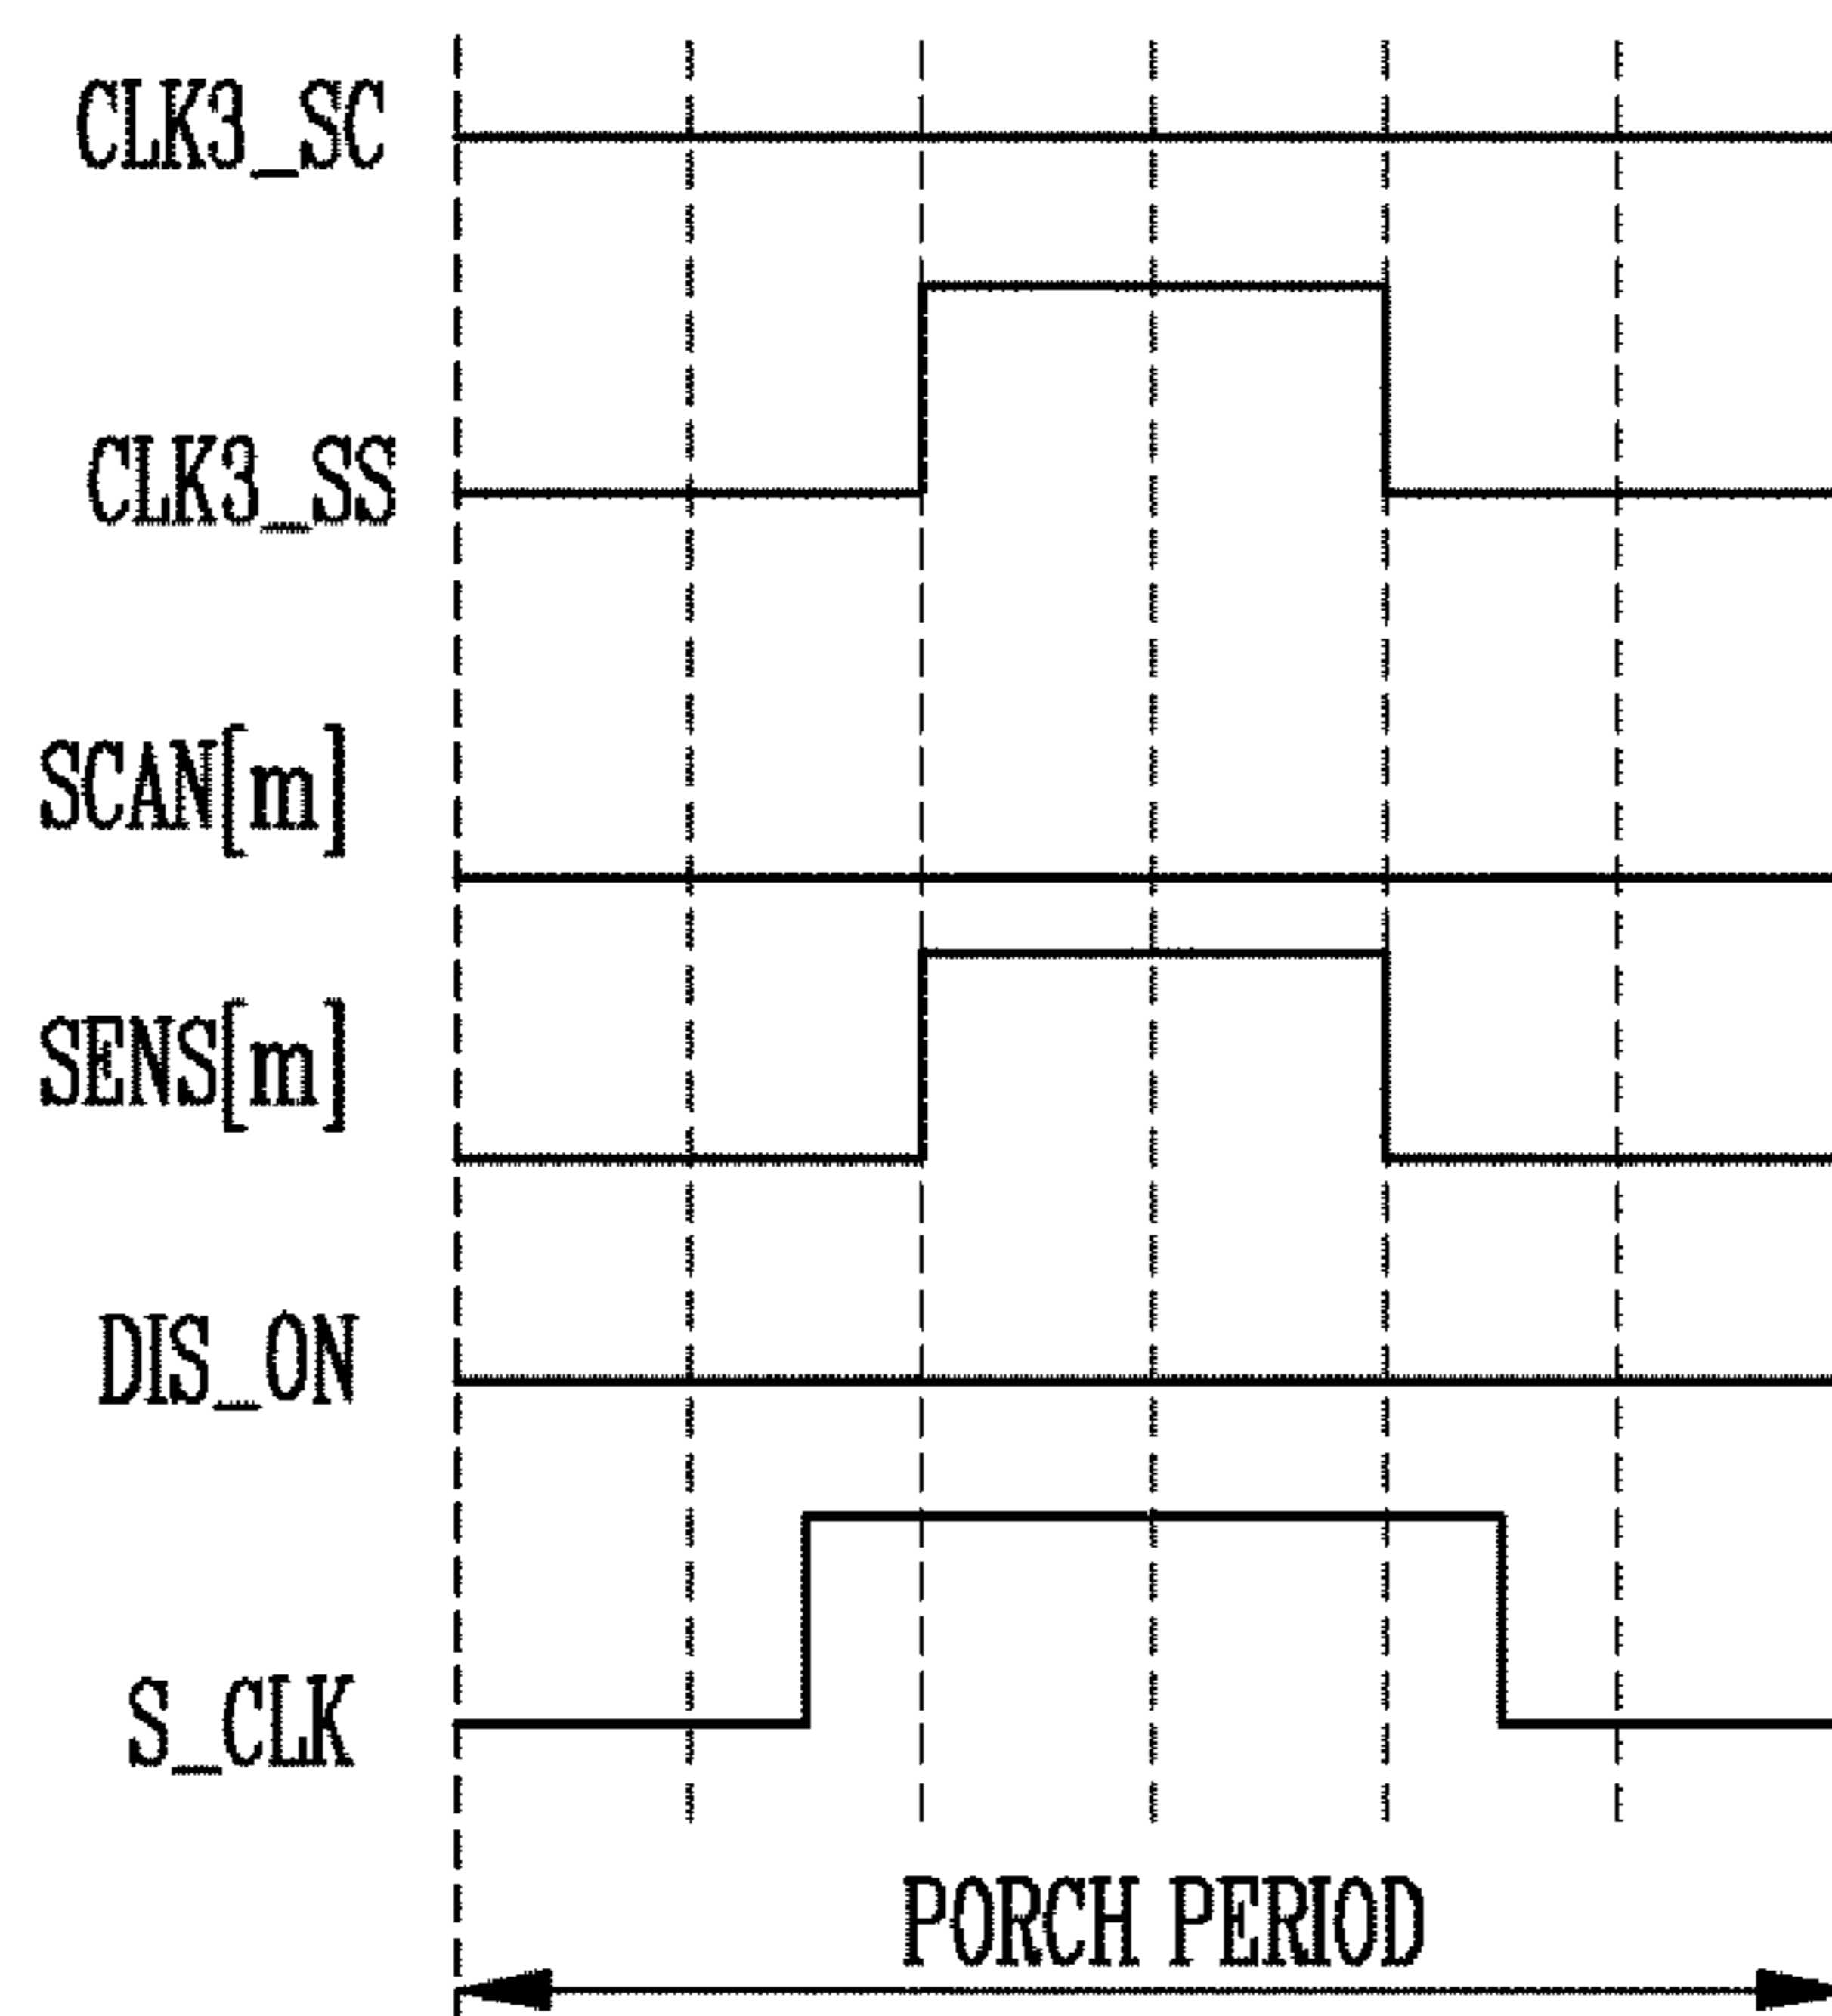 CLK3_SC
CLK3_SS
SCAN[m]
SENS[m]
DIS_ON
S_CLK
PORCH PERIOD